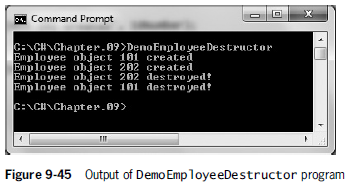 Command Prompt
C:\C#\Chapter.09>DemoEmployeeDestructor
Employee object 101 created
Employee object 202 created
Employee object 202 destroyed!
Employee object 101 destroyed!
C:\C#\Chapter.09>
Figure 9-45 Output of DemoEmployeeDestructor program